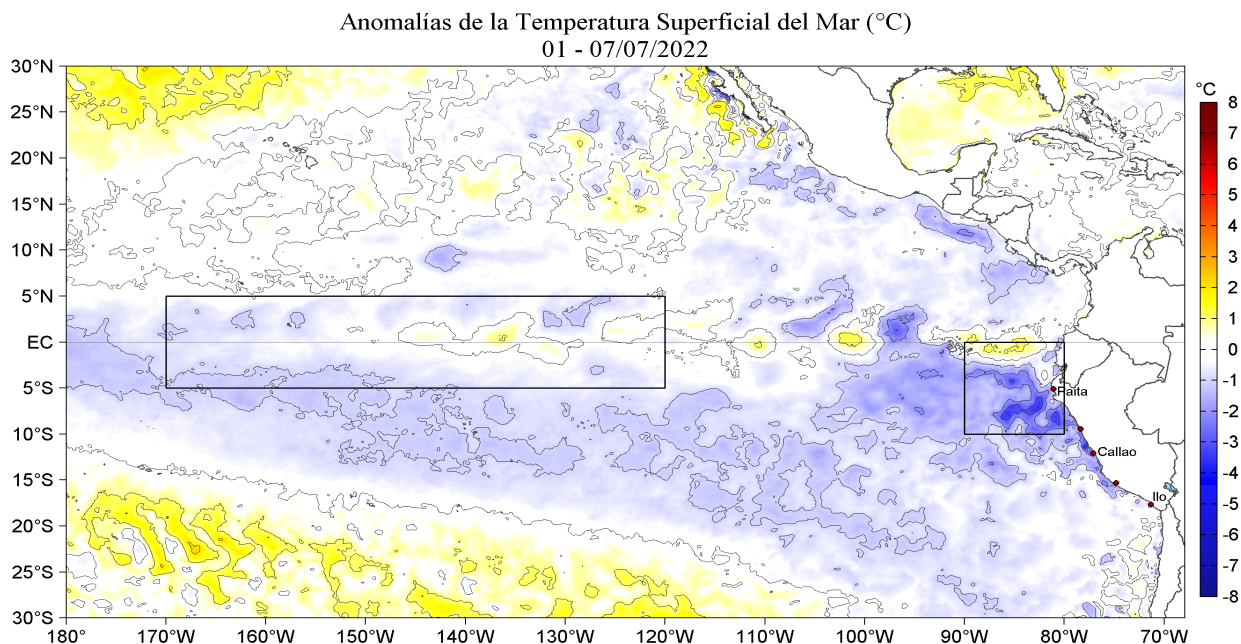 Anomalías de la Temperatura Superficial del Mar (°C)
01 - 07/07/2022
30°N
25°N
20°N
15°N
10°N
5°N
EC
5°S
10°S
15°S
20°S
25°S
30°S
180°
170°W
160°W
150°W
140°W
130°W
120°W
110°W
100°W
90°W
80°W
70°W
Paita
Callao
Ilo
°C
8
7
6
5
4
3
2
1
0
-1
-2
-3
-4
-5
-6
-7
-8